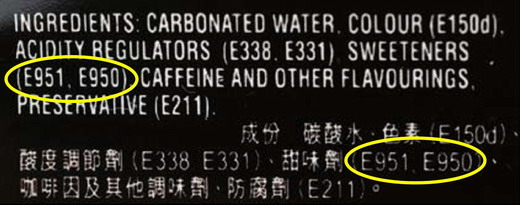 INGREDIENTS: CARBONATED WATER, COLOUR (E150d),
ACIDITY REGULATORS (E338, E331), SWEETENERS
(E951, E950), CAFFEINE AND OTHER FLAVOURINGS,
PRESERVATIVE (E211).
成份 碳酸水、色素 (E150d)、
酸度調節劑 (E338 E331)、甜味劑 (E951, E950)、
咖啡因及其他調味劑、防腐劑 (E211)。